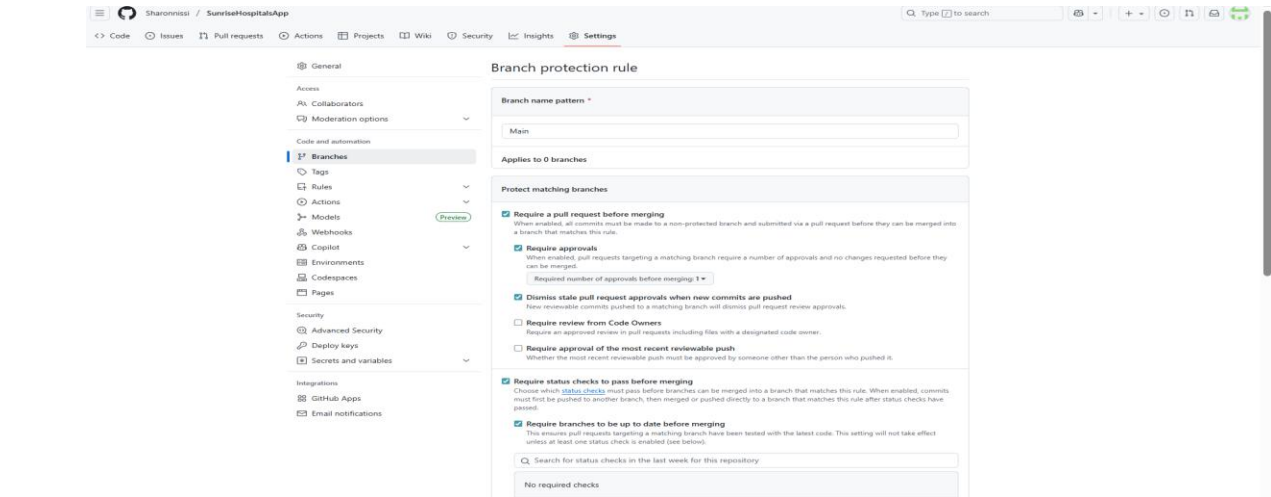 Sharonnissi / SunriseHospitalsApp
Type / to search
<> Code Issues Pull requests Actions Projects Wiki Security Insights Settings
General
Access
Collaborators
Moderation options
Code and automation
Branches
Tags
Rules
Actions
Models Preview
Webhooks
Copilot
Environments
Codespaces
Pages
Security
Advanced Security
Deploy keys
Secrets and variables
Integrations
GitHub Apps
Email notifications
Branch protection rule
Branch name pattern *
Main
Applies to 0 branches
Protect matching branches
Require a pull request before merging
When enabled, all commits must be made to a non-protected branch and submitted via a pull request before they can be merged into
a branch that matches this rule.
Require approvals
When enabled, pull requests targeting a matching branch require a number of approvals and no changes requested before they
can be merged.
Required number of approvals before merging: 1
Dismiss stale pull request approvals when new commits are pushed
New reviewable commits pushed to a matching branch will dismiss pull request review approvals.
Require review from Code Owners
Require an approved review in pull requests including files with a designated code owner.
Require approval of the most recent reviewable push
Whether the most recent reviewable push must be approved by someone other than the person who pushed it.
Require status checks to pass before merging
Choose which status checks must pass before branches can be merged into a branch that matches this rule. When enabled, commits
must first be pushed to another branch, then merged or pushed directly to a branch that matches this rule after status checks have
passed.
Require branches to be up to date before merging
This ensures pull requests targeting a matching branch have been tested with the latest code. This setting will not take effect
unless at least one status check is enabled (see below).
Search for status checks in the last week for this repository
No required checks